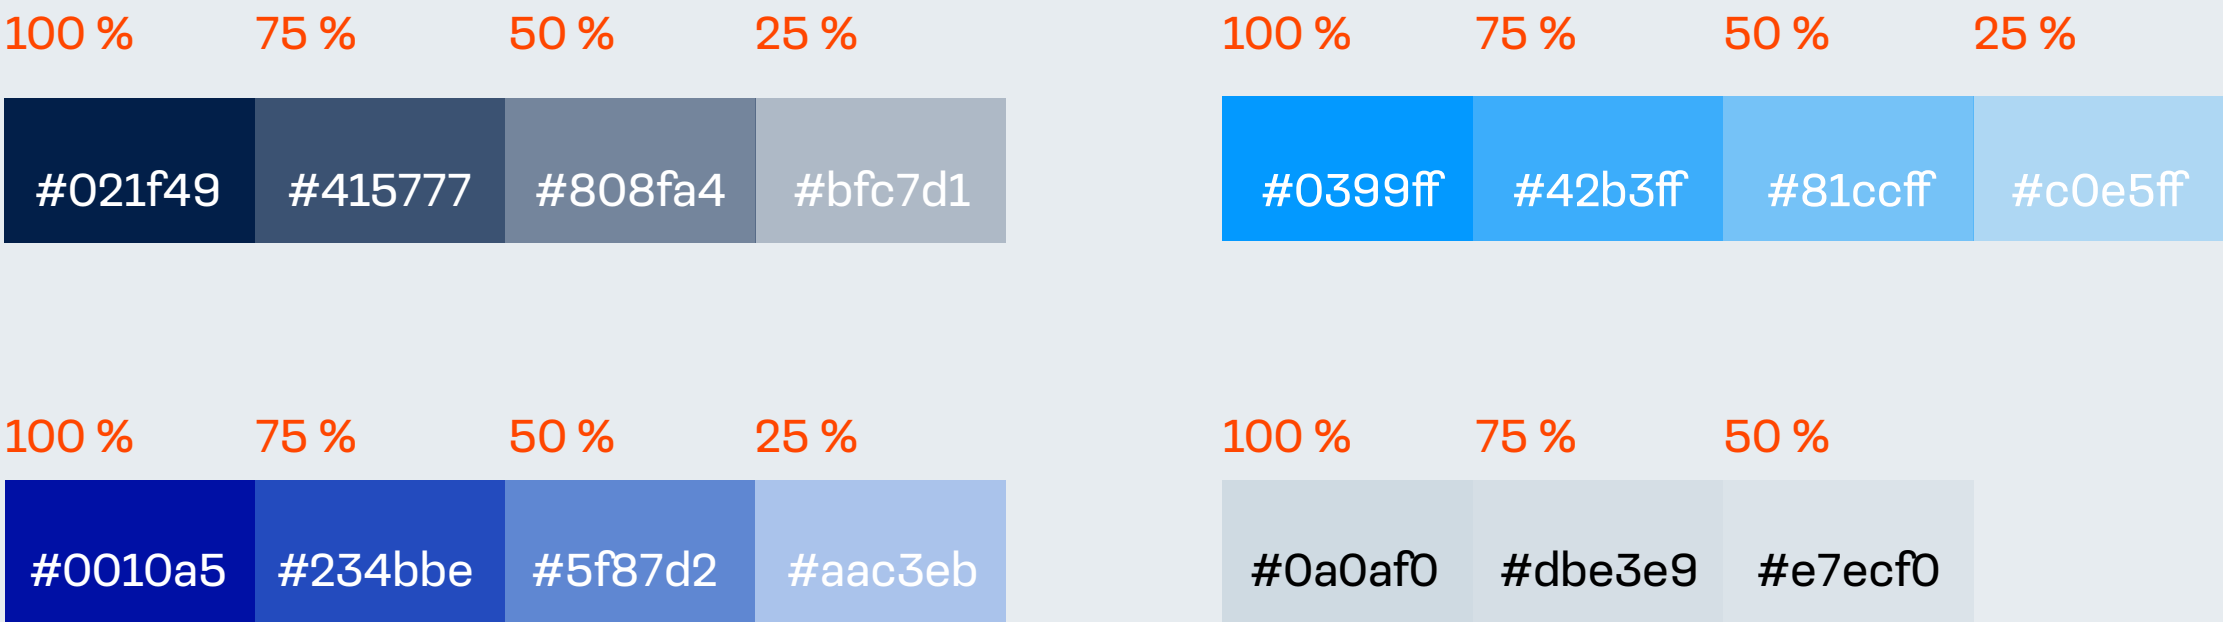 100 % 75 % 50 % 25 %
#021f49 #415777 #808fa4 #bfc7d1
100 % 75 % 50 % 25 %
#0399ff #42b3ff #81ccff #c0e5ff
100 % 75 % 50 % 25 %
#0010a5 #234bbe #5f87d2 #aac3eb
100 % 75 % 50 %
#0a0af0 #dbe3e9 #e7ecf0